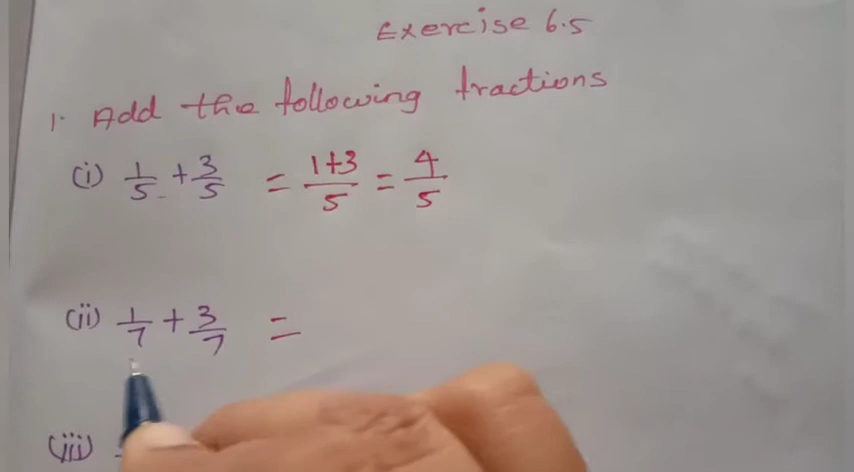 Exercise 6.5
1. Add the following fractions
(i) 1/5 + 3/5 = 1+3/5 = 4/5
(ii) 1/7 + 3/7 =
(iii)